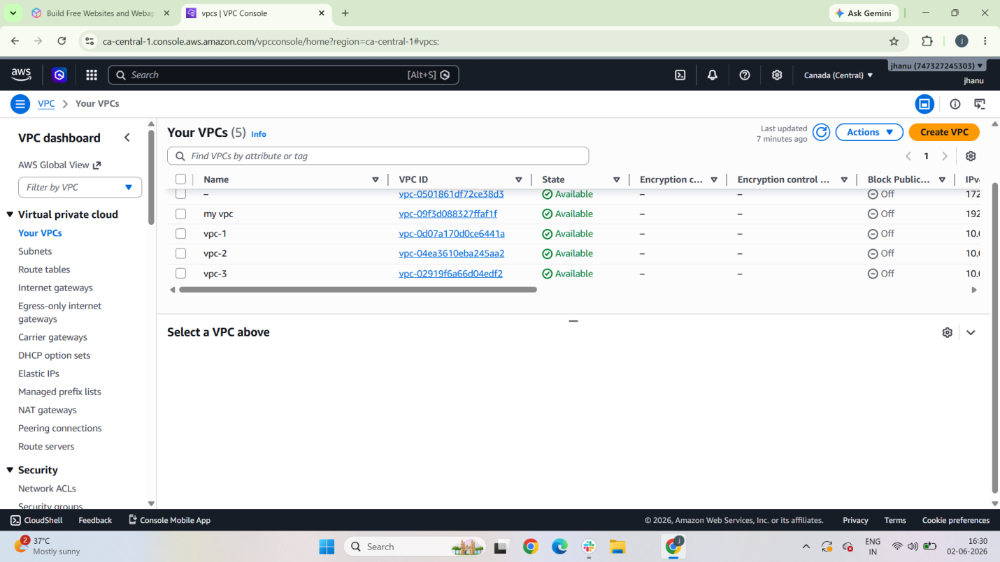 Build Free Websites and Webap
vpcs | VPC Console
Ask Gemini
ca-central-1.console.aws.amazon.com/vpcconsole/home?region=ca-central-1#vpcs:
j
aws
Search
[Alt+S]
Canada (Central)
jhanu (747327245303)
jhanu
VPC
Your VPCs
VPC dashboard
AWS Global View
Filter by VPC
Virtual private cloud
Your VPCs
Subnets
Route tables
Internet gateways
Egress-only internet
gateways
Carrier gateways
DHCP option sets
Elastic IPs
Managed prefix lists
NAT gateways
Peering connections
Route servers
Security
Network ACLs
Security groups
Your VPCs (5) Info
Last updated
7 minutes ago
Actions
Create VPC
Find VPCs by attribute or tag
1
Name VPC ID State Encryption c... Encryption control ... Block Public... IPv
– vpc-0501861df72ce38d3 Available – – Off 172
my vpc vpc-09f3d088327ffaf1f Available – – Off 192
vpc-1 vpc-0d07a170d0ce6441a Available – – Off 10.
vpc-2 vpc-04ea3610eba245aa2 Available – – Off 10.
vpc-3 vpc-02919f6a66d04edf2 Available – – Off 10.
Select a VPC above
CloudShell Feedback Console Mobile App
© 2026, Amazon Web Services, Inc. or its affiliates. Privacy Terms Cookie preferences
2
37°C
Mostly sunny
Search
j
ENG
IN
16:30
02-06-2026